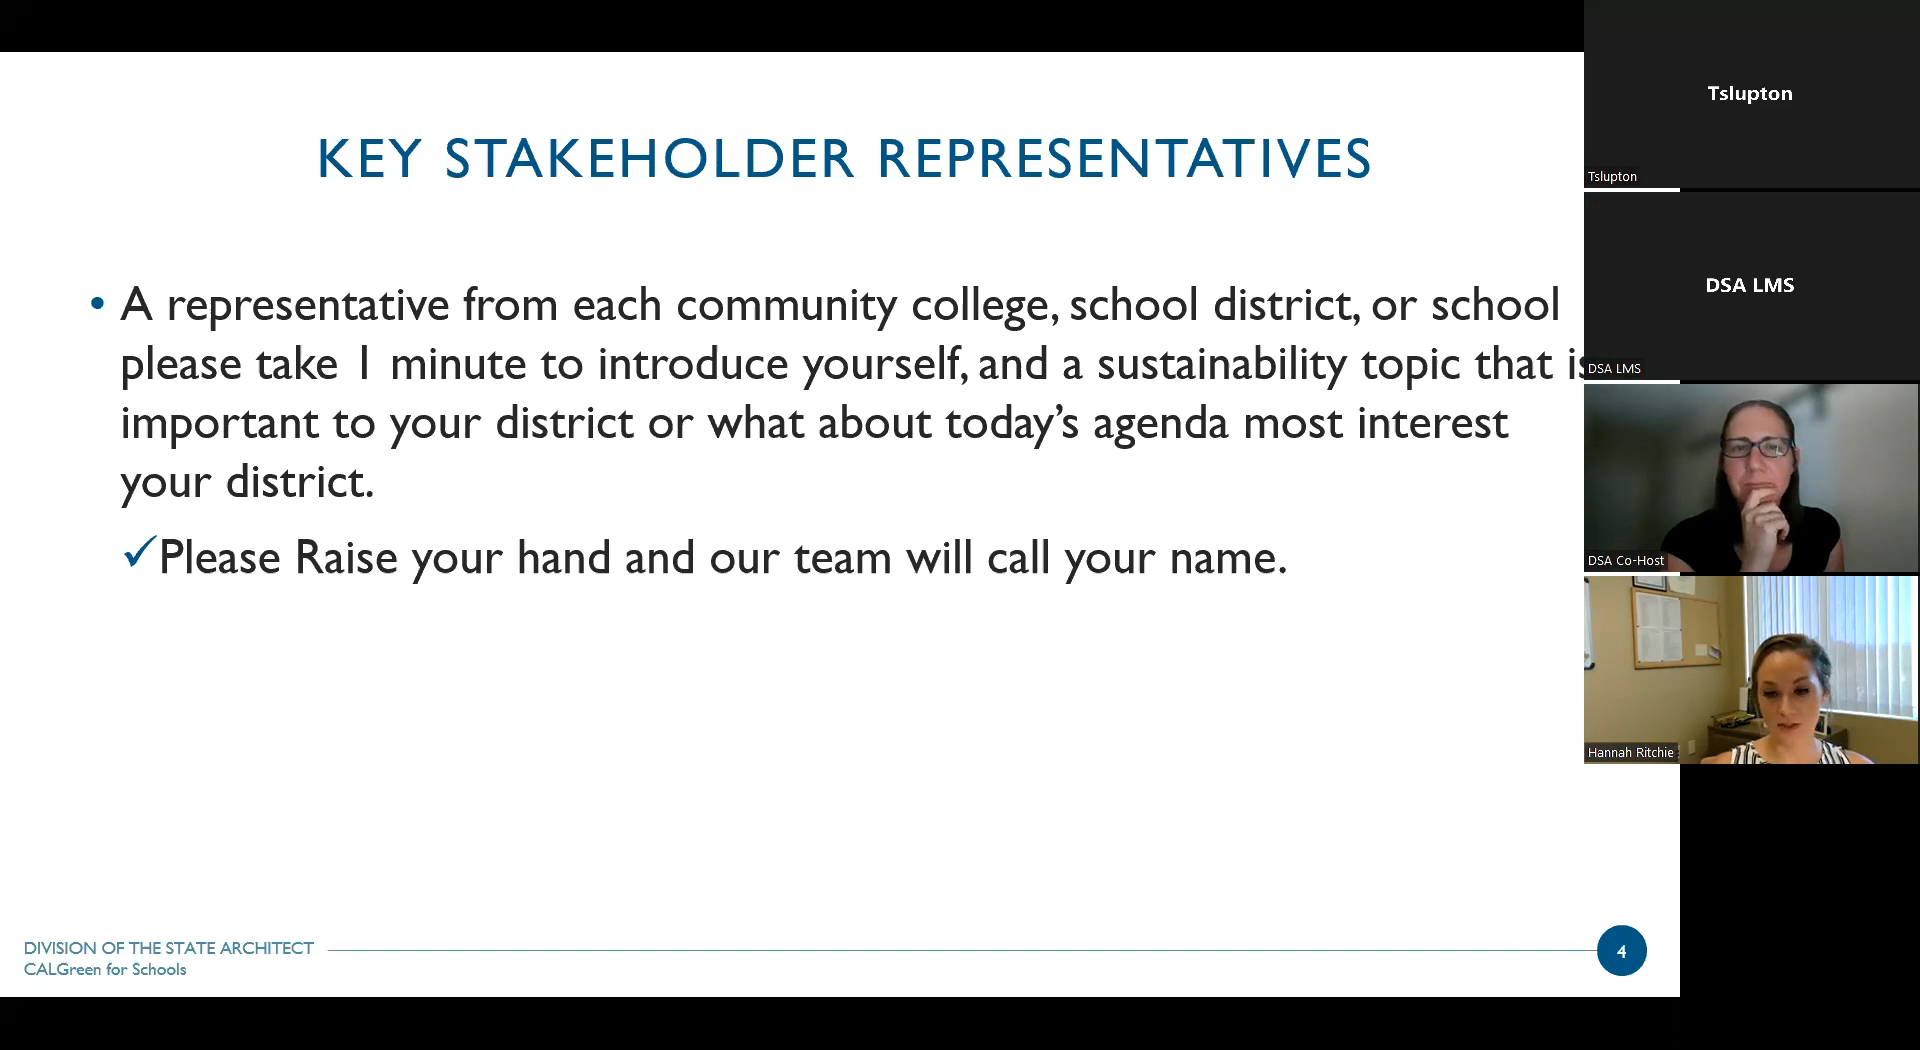 KEY STAKEHOLDER REPRESENTATIVES
• A representative from each community college, school district, or school
please take 1 minute to introduce yourself, and a sustainability topic that is
important to your district or what about today’s agenda most interest
your district.
✓Please Raise your hand and our team will call your name.
DIVISION OF THE STATE ARCHITECT
CALGreen for Schools
4
Tslupton
Tslupton
DSA LMS
DSA LMS
DSA Co-Host
Hannah Ritchie